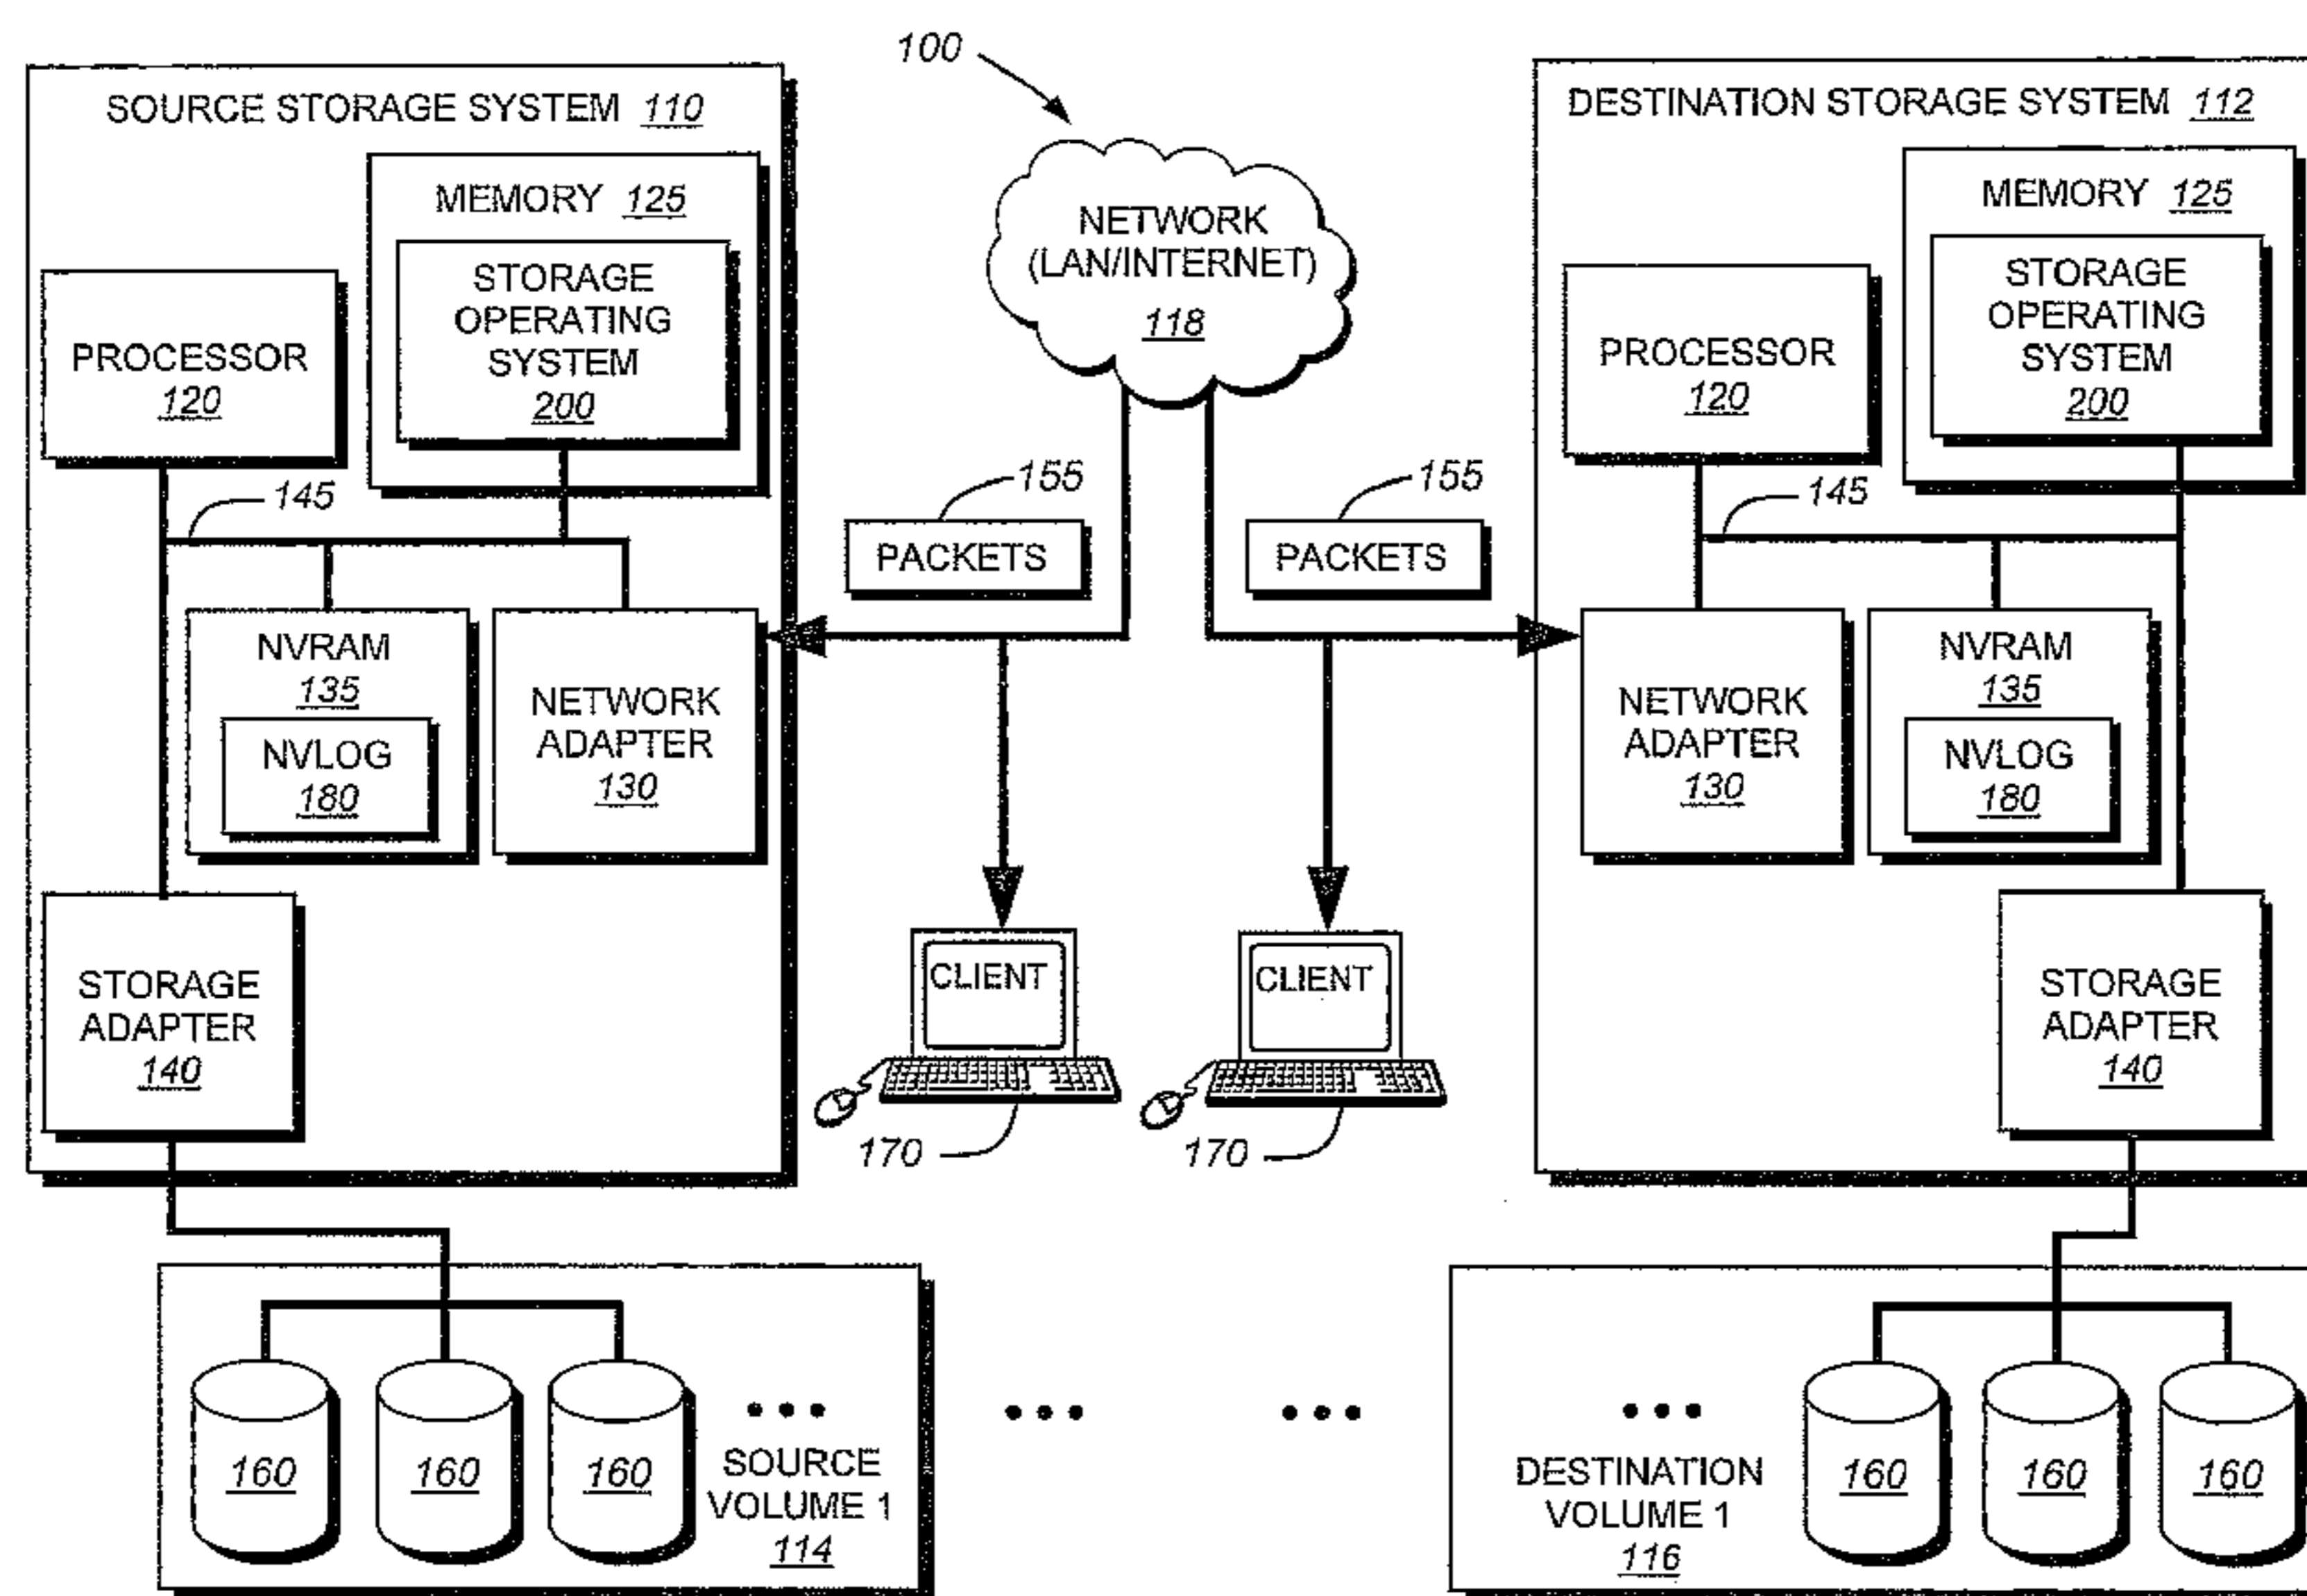 100
SOURCE STORAGE SYSTEM 110
MEMORY 125
STORAGE
OPERATING
SYSTEM
200
PROCESSOR
120
145
NVRAM
135
NVLOG
180
NETWORK
ADAPTER
130
STORAGE
ADAPTER
140
NETWORK
(LAN/INTERNET)
118
155
PACKETS
155
PACKETS
CLIENT
170
CLIENT
170
DESTINATION STORAGE SYSTEM 112
MEMORY 125
STORAGE
OPERATING
SYSTEM
200
PROCESSOR
120
145
NETWORK
ADAPTER
130
NVRAM
135
NVLOG
180
STORAGE
ADAPTER
140
160
160
160
SOURCE
VOLUME 1
114
DESTINATION
VOLUME 1
116
160
160
160